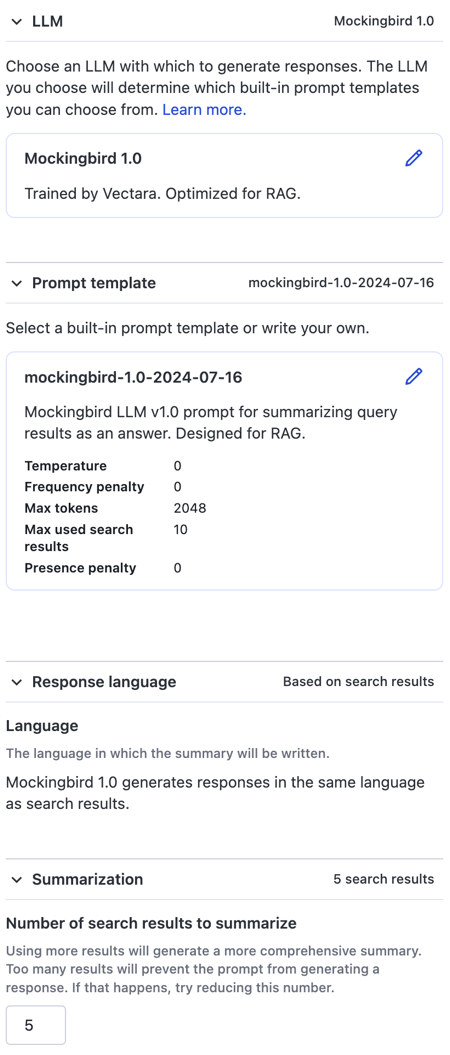 LLM Mockingbird 1.0
Choose an LLM with which to generate responses. The LLM
you choose will determine which built-in prompt templates
you can choose from. Learn more.
Mockingbird 1.0
Trained by Vectara. Optimized for RAG.
Prompt template mockingbird-1.0-2024-07-16
Select a built-in prompt template or write your own.
mockingbird-1.0-2024-07-16
Mockingbird LLM v1.0 prompt for summarizing query
results as an answer. Designed for RAG.
Temperature 0
Frequency penalty 0
Max tokens 2048
Max used search 10
results
Presence penalty 0
Response language Based on search results
Language
The language in which the summary will be written.
Mockingbird 1.0 generates responses in the same language
as search results.
Summarization 5 search results
Number of search results to summarize
Using more results will generate a more comprehensive summary.
Too many results will prevent the prompt from generating a
response. If that happens, try reducing this number.
5